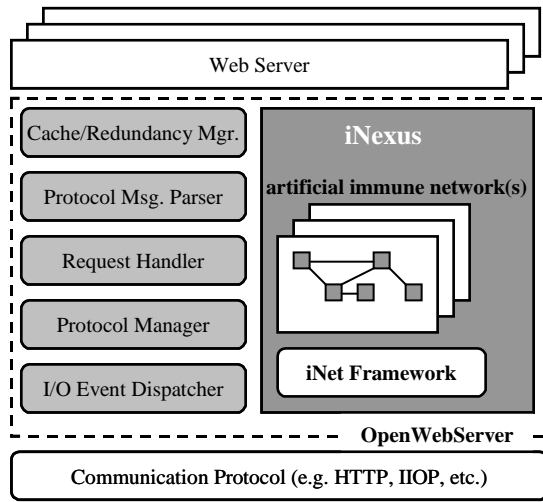 Web Server
Cache/Redundancy Mgr.
Protocol Msg. Parser
Request Handler
Protocol Manager
I/O Event Dispatcher
iNexus
artificial immune network(s)
iNet Framework
OpenWebServer
Communication Protocol (e.g. HTTP, IIOP, etc.)